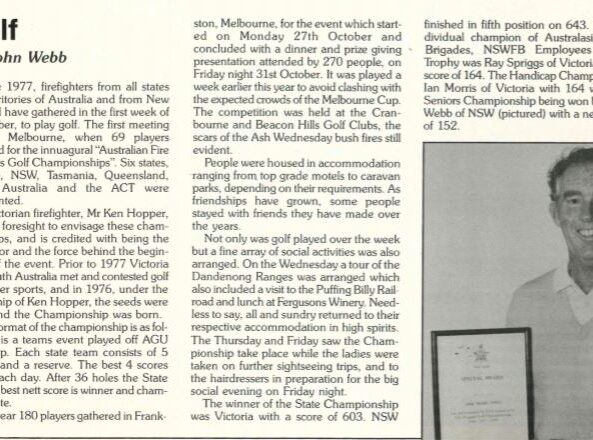 lf
ohn Webb
e 1977, firefighters from all states
ritories of Australia and from New
d have gathered in the first week of
ber, to play golf. The first meeting
Melbourne, when 69 players
d for the innuagural "Australian Fire
s Golf Championships". Six states,
, NSW, Tasmania, Queensland,
Australia and the ACT were
nted.
ctorian firefighter, Mr Ken Hopper,
foresight to envisage these cham-
ps, and is credited with being the
or and the force behind the begin-
f the event. Prior to 1977 Victoria
th Australia met and contested golf
er sports, and in 1976, under the
hip of Ken Hopper, the seeds were
nd the Championship was born.
ormat of the championship is as fol-
is a teams event played off AGU
p. Each state team consists of 5
and a reserve. The best 4 scores
each day. After 36 holes the State
best nett score is winner and cham-
te.
ear 180 players gathered in Frank-
ston, Melbourne, for the event which start-
ed on Monday 27th October and
concluded with a dinner and prize giving
presentation attended by 270 people, on
Friday night 31st October. It was played a
week earlier this year to avoid clashing with
the expected crowds of the Melbourne Cup.
The competition was held at the Cran-
bourne and Beacon Hills Golf Clubs, the
scars of the Ash Wednesday bush fires still
evident.
People were housed in accommodation
ranging from top grade motels to caravan
parks, depending on their requirements. As
friendships have grown, some people
stayed with friends they have made over
the years.
Not only was golf played over the week
but a fine array of social activities was also
arranged. On the Wednesday a tour of the
Dandenong Ranges was arranged which
also included a visit to the Puffing Billy Rail-
road and lunch at Fergusons Winery. Need-
less to say, all and sundry returned to their
respective accommodation in high spirits.
The Thursday and Friday saw the Cham-
pionship take place while the ladies were
taken on further sightseeing trips, and to
the hairdressers in preparation for the big
social evening on Friday night.
The winner of the State Championship
was Victoria with a score of 603. NSW
finished in fifth position on 643.
dividual champion of Australasi
Brigades, NSWFB Employees
Trophy was Ray Spriggs of Victori
score of 164. The Handicap Champ
Ian Morris of Victoria with 164 w
Seniors Championship being won b
Webb of NSW (pictured) with a ne
of 152.
SPECIAL AWARD